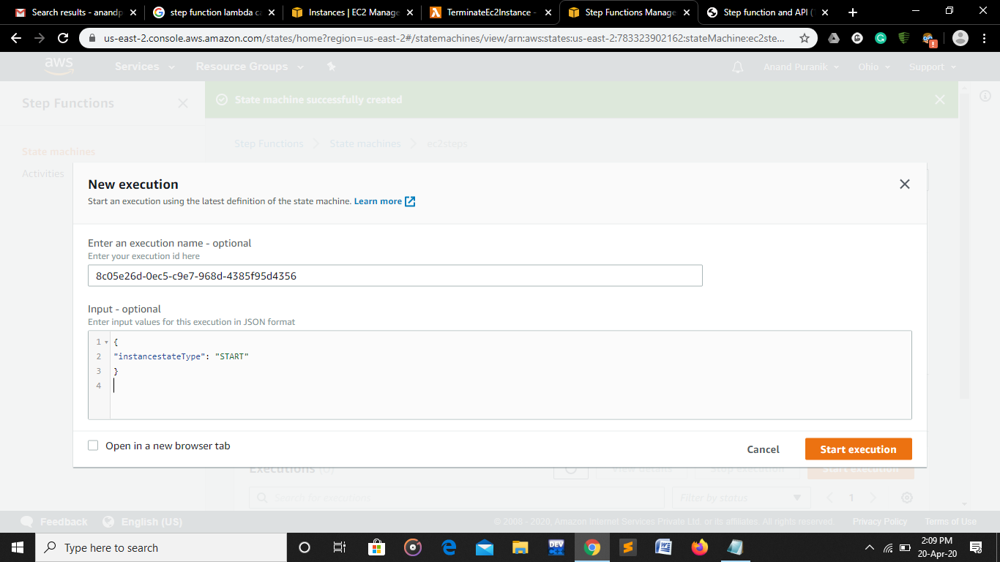 Search results - anandp
step function lambda ca
Instances | EC2 Manage
TerminateEc2Instance -
Step Functions Manage
Step function and API (
us-east-2.console.aws.amazon.com/states/home?region=us-east-2#/statemachines/view/arn:aws:states:us-east-2:783323902162:stateMachine:ec2ste...
aws
Services
Resource Groups
Anand Puranik
Ohio
Support
Step Functions
State machine successfully created
Step Functions
State machines
ec2steps
State machines
Activities
New execution
Start an execution using the latest definition of the state machine. Learn more
Enter an execution name - optional
Enter your execution id here
8c05e26d-0ec5-c9e7-968d-4385f95d4356
Input - optional
Enter input values for this execution in JSON format
1 {
2 "instancestateType": "START"
3 }
4
Open in a new browser tab
Cancel
Start execution
Executions (0)
View details
Stop execution
Start execution
Search for executions
Filter by status
1
Feedback
English (US)
© 2008 - 2020, Amazon Internet Services Private Ltd. or its affiliates. All rights reserved.
Privacy Policy
Terms of Use
Type here to search
DEV
2:09 PM
20-Apr-20